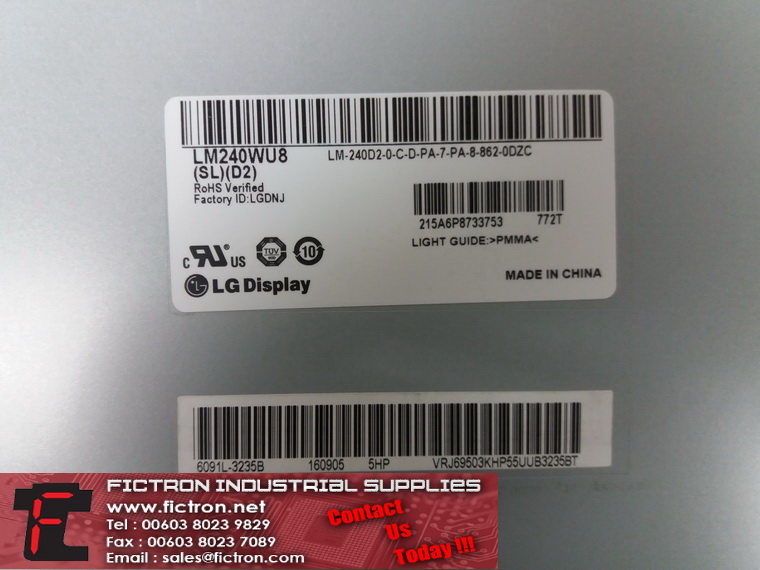 LM240WU8
LM-240D2-0-C-D-PA-7-PA-8-862-0DZC
(SL)(D2)
RoHS Verified
Factory ID:LGDNJ
215A6P8733753 772T
LIGHT GUIDE:>PMMA<
C RU US
TÜV
10
LG Display
MADE IN CHINA
6091L-3235B 160905 5HP VRJ69503KHP55UUB3235BT
FICTRON INDUSTRIAL SUPPLIES
www.fictron.net
Tel : 00603 8023 9829
Fax : 00603 8023 7089
Email : sales@fictron.com
Contact
Us
Today !!!